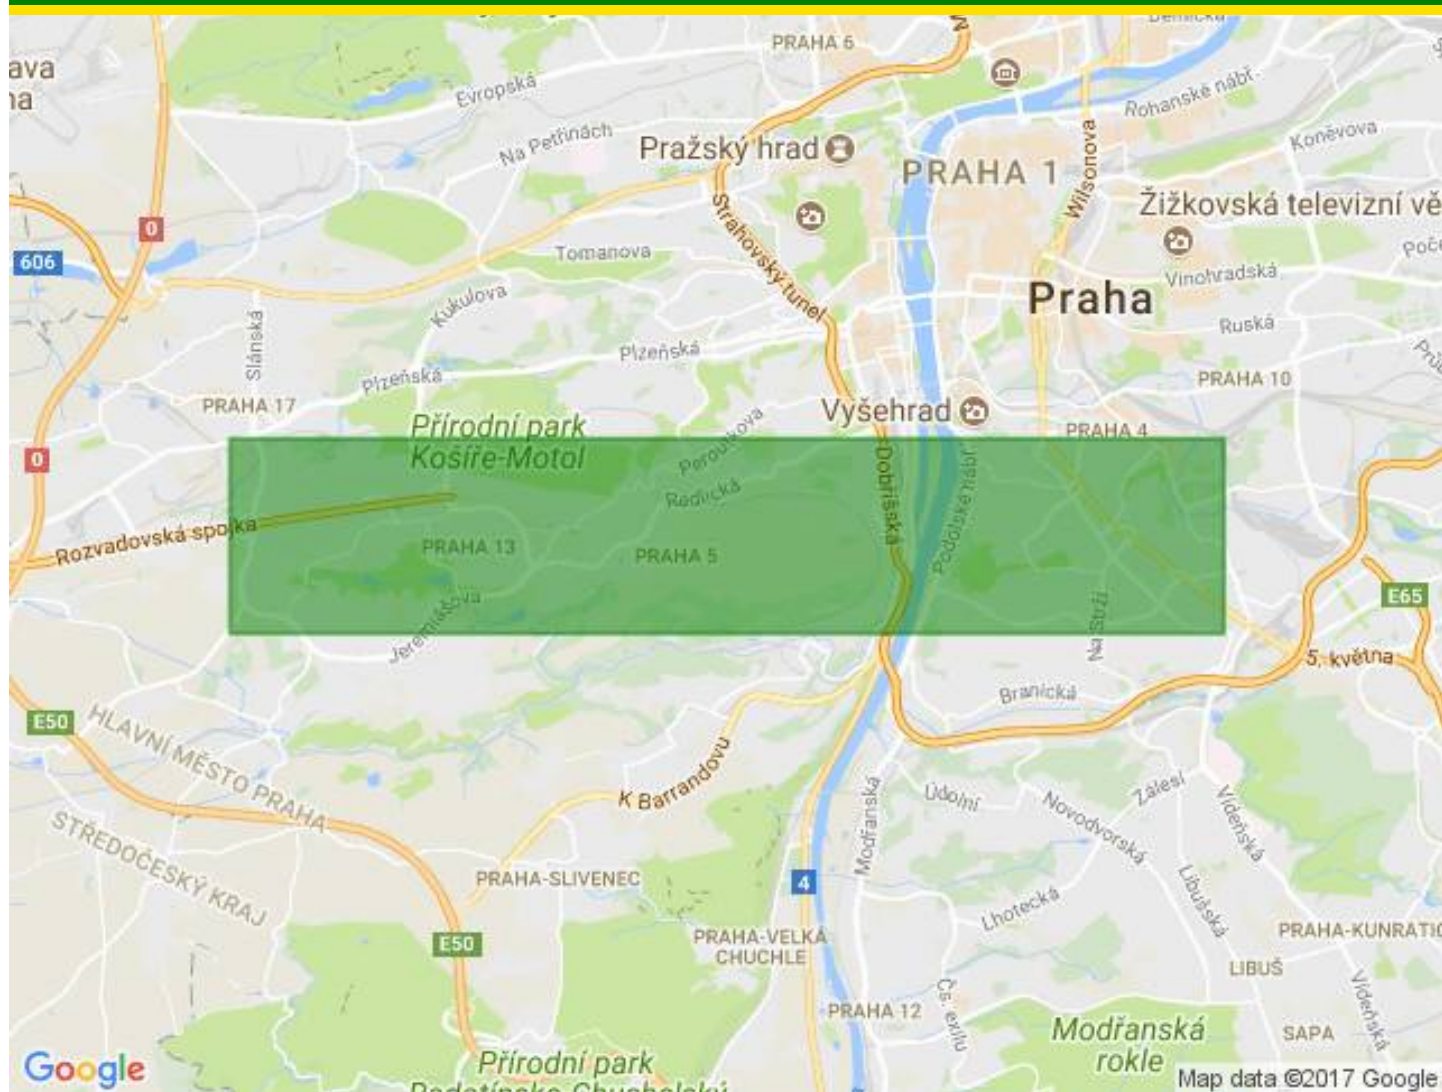 PRAHA 6
Evropská
Rohanské nábř.
Na Petřinách
Pražský hrad
Koněvova
PRAHA 1
Wilsonova
Žižkovská televizní vě
0
Strahovský tunel
606
Tomanova
Vinohradská
Poče
Kukulova
Praha
Slánská
Ruská
Plzeňská
Plzeňská
Prů
PRAHA 17
PRAHA 10
Vyšehrad
Přírodní park
Košíře-Motol
Peroutkova
PRAHA 4
0
Dobříšská
Podolské nábř.
Radlická
Rozvadovská spojka
PRAHA 13
PRAHA 5
E65
Jeremiášova
Na Strži
5. května
Branická
E50
HLAVNÍ MĚSTO PRAHA
K Barrandovu
Údolní
Zálesí
Modřanská
Novodvorská
Vídeňská
STŘEDOČESKÝ KRAJ
PRAHA-SLIVENEC
4
Libušská
Lhotecká
E50
PRAHA-VELKÁ
CHUCHLE
PRAHA-KUNRATIC
LIBUŠ
Vídeňská
Čs. exilu
PRAHA 12
Modřanská
rokle
SAPA
Přírodní park
Google
Map data ©2017 Google